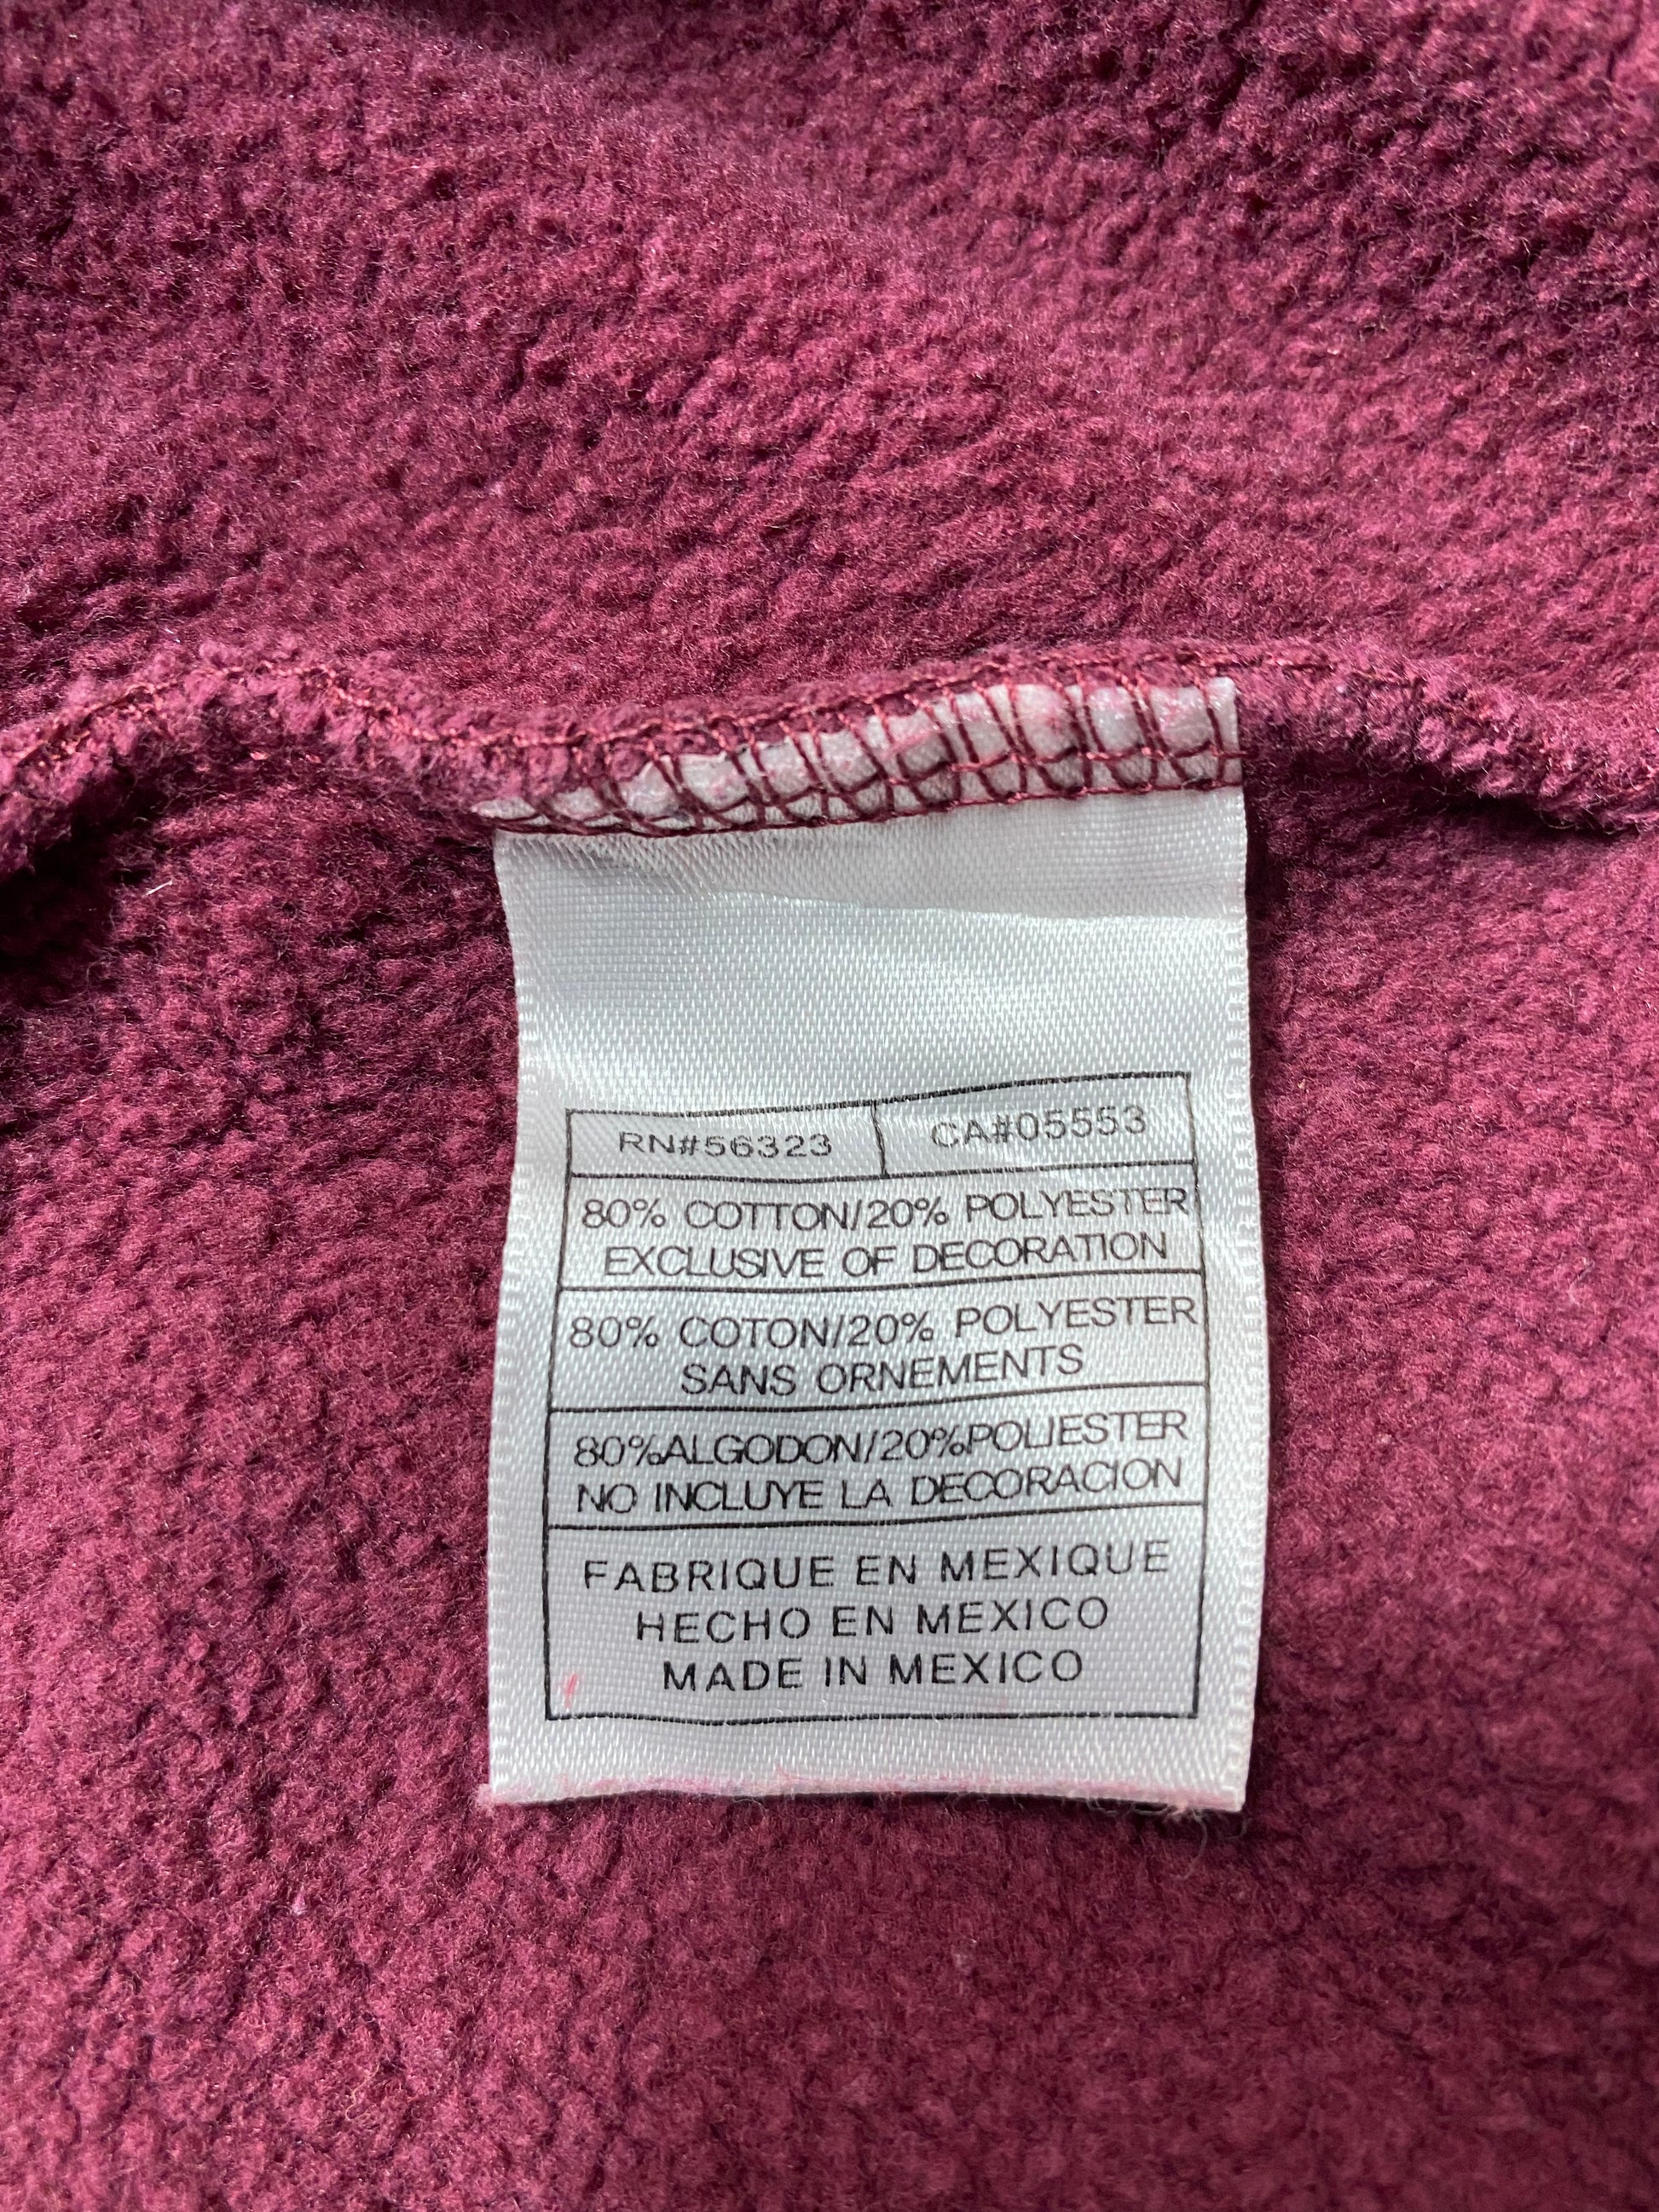 RN#56323 CA#05553
80% COTTON/20% POLYESTER
EXCLUSIVE OF DECORATION
80% COTON/20% POLYESTER
SANS ORNEMENTS
80%ALGODON/20%POLIESTER
NO INCLUYE LA DECORACION
FABRIQUE EN MEXIQUE
HECHO EN MEXICO
MADE IN MEXICO